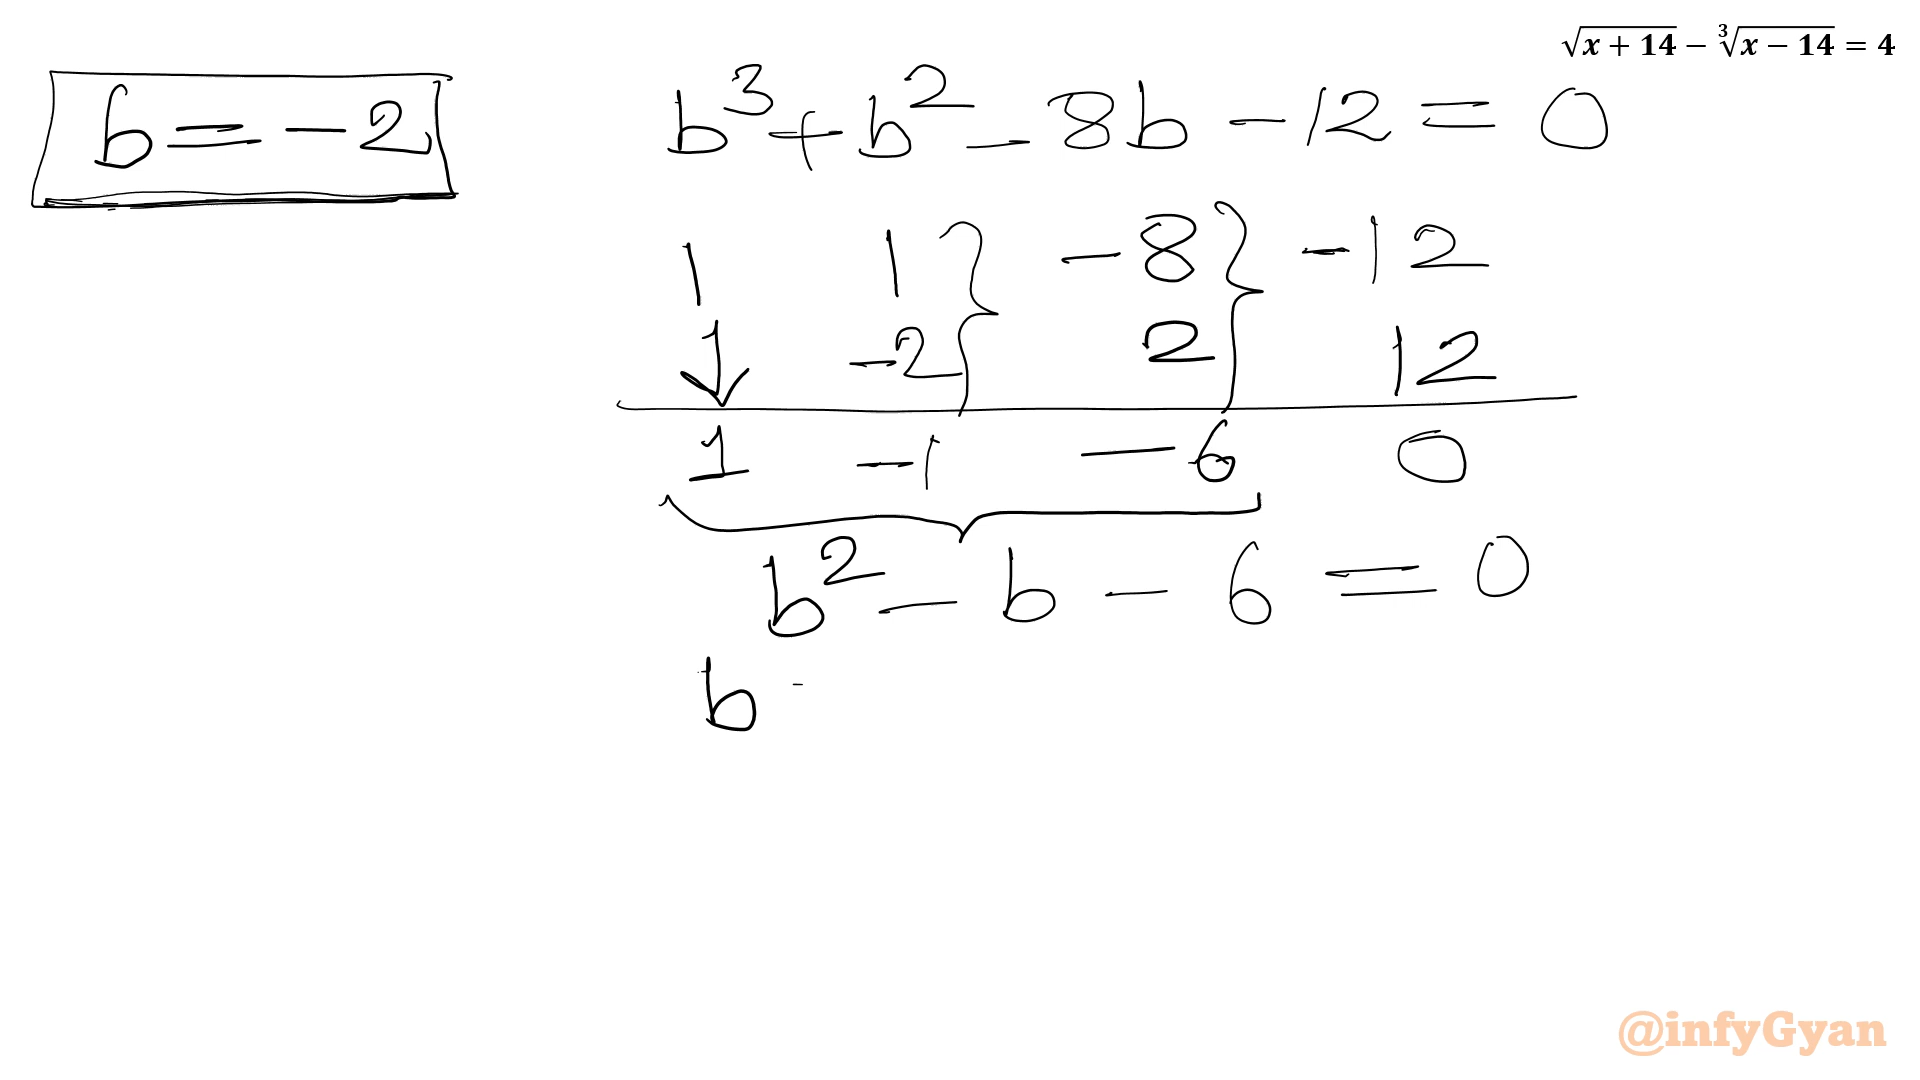 √x + 14 − ∛x − 14 = 4
b = -2
b³ + b² - 8b - 12 = 0
1 1 } - 8 } - 12
↓ - 2 2 12
1 - 1 - 6 0
b² - b - 6 = 0
b -
@infyGyan